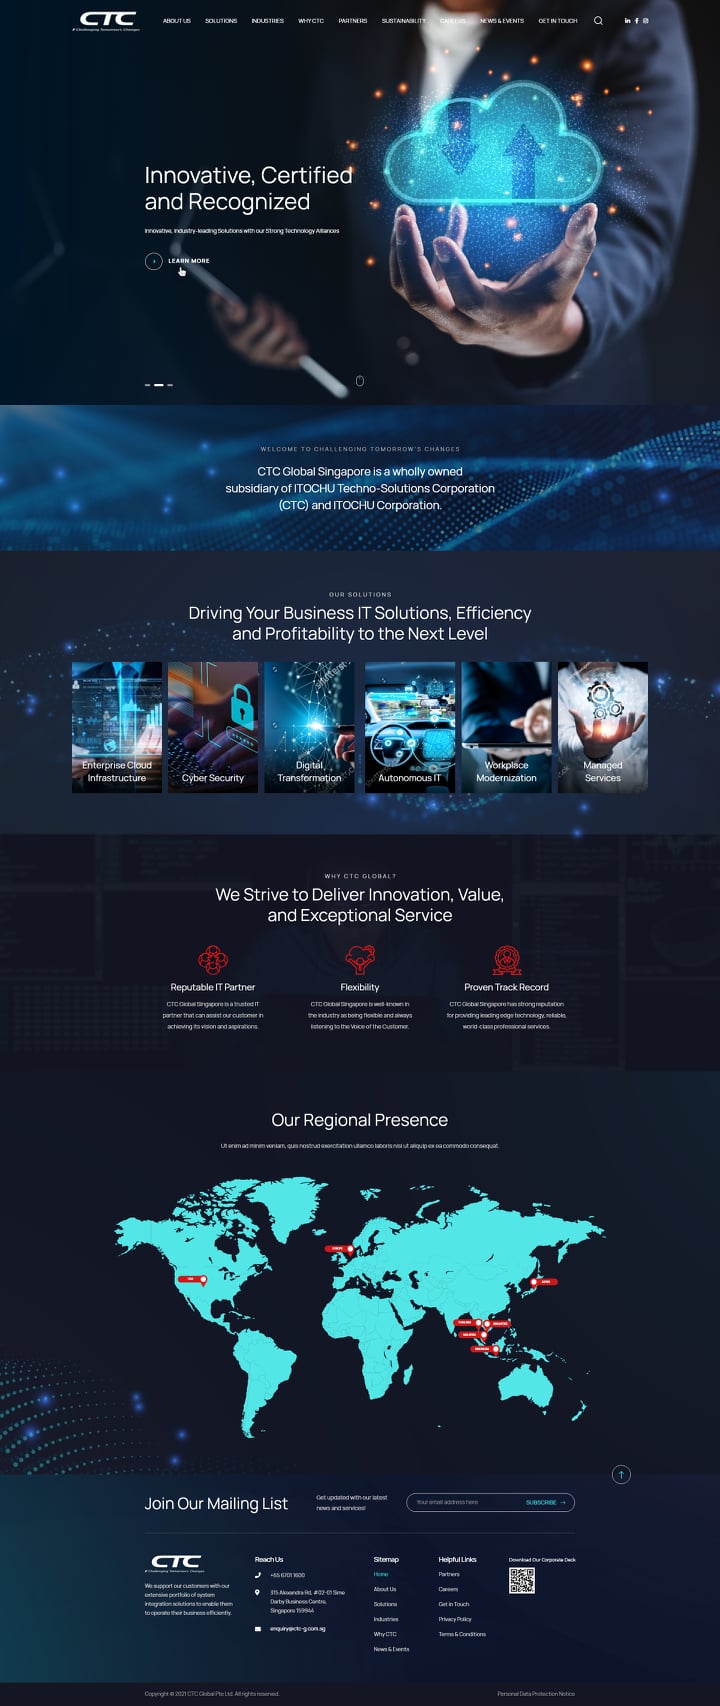 CTC
Challenging Tomorrow's Changes
ABOUT US
SOLUTIONS
INDUSTRIES
WHY CTC
PARTNERS
SUSTAINABILITY
CAREERS
NEWS & EVENTS
GET IN TOUCH
Innovative, Certified
and Recognized
Innovative, Industry-leading Solutions with our Strong Technology Alliances
LEARN MORE
WELCOME TO CHALLENGING TOMORROW'S CHANGES
CTC Global Singapore is a wholly owned
subsidiary of ITOCHU Techno-Solutions Corporation
(CTC) and ITOCHU Corporation.
OUR SOLUTIONS
Driving Your Business IT Solutions, Efficiency
and Profitability to the Next Level
Enterprise Cloud
Infrastructure
Cyber Security
Digital
Transformation
Autonomous IT
Workplace
Modernization
Managed
Services
WHY CTC GLOBAL?
We Strive to Deliver Innovation, Value,
and Exceptional Service
Reputable IT Partner
CTC Global Singapore is a trusted IT
partner that can assist our customer in
achieving its vision and aspirations.
Flexibility
CTC Global Singapore is well-known in
the industry as being flexible and always
listening to the Voice of the Customer.
Proven Track Record
CTC Global Singapore has strong reputation
for providing leading edge technology, reliable,
world-class professional services.
Our Regional Presence
Ut enim ad minim veniam, quis nostrud exercitation ullamco laboris nisi ut aliquip ex ea commodo consequat.
EUROPE
USA
JAPAN
THAILAND
SINGAPORE
MALAYSIA
INDONESIA
Join Our Mailing List
Get updated with our latest
news and services!
Your email address here
SUBSCRIBE
CTC
Challenging Tomorrow's Changes
We support our customers with our
extensive portfolio of system
integration solutions to enable them
to operate their business efficiently.
Reach Us
+65 6701 1600
315 Alexandra Rd, #02-01 Sime
Darby Business Centre,
Singapore 159944
enquiry@ctc-g.com.sg
Sitemap
Home
About Us
Solutions
Industries
Why CTC
News & Events
Helpful Links
Partners
Careers
Get in Touch
Privacy Policy
Terms & Conditions
Download Our Corporate Deck
Copyright © 2021 CTC Global Pte Ltd. All rights reserved.
Personal Data Protection Notice